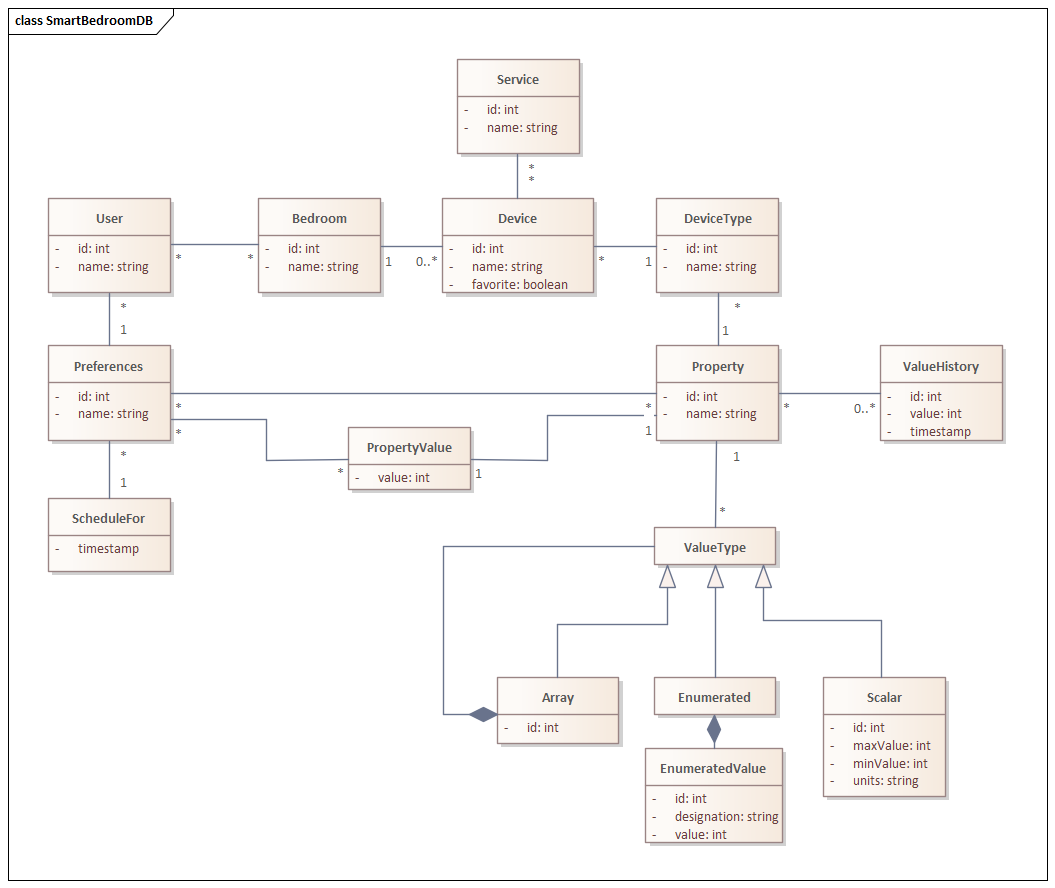 class SmartBedroomDB
Service
- id: int
- name: string
*
*
User
- id: int
- name: string
* *
Bedroom
- id: int
- name: string
1 0..*
Device
- id: int
- name: string
- favorite: boolean
* 1
DeviceType
- id: int
- name: string
*
1
*
1
Preferences
- id: int
- name: string
*
*
*
1
Property
- id: int
- name: string
* 0..*
ValueHistory
- id: int
- value: int
- timestamp
PropertyValue
- value: int
* 1
*
1
ScheduleFor
- timestamp
1
*
ValueType
Array
- id: int
Enumerated
Scalar
- id: int
- maxValue: int
- minValue: int
- units: string
EnumeratedValue
- id: int
- designation: string
- value: int